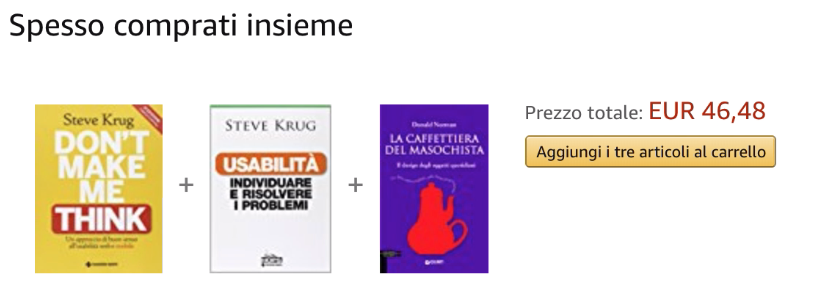 Spesso comprati insieme
Steve Krug
DON'T
MAKE
ME
THINK
Un approccio di buon senso
all'usabilità web e mobile
+
STEVE KRUG
USABILITÀ
INDIVIDUARE
E RISOLVERE
I PROBLEMI
+
Donald Norman
LA CAFFETTIERA
DEL MASOCHISTA
Il design degli oggetti quotidiani
GIUNTI
Prezzo totale: EUR 46,48
Aggiungi i tre articoli al carrello